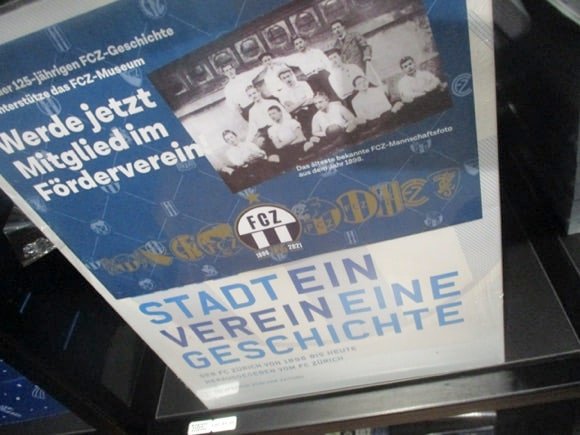 der 125-jährigen FCZ-Geschichte
unterstütze das FCZ-Museum
Werde jetzt
Mitglied im
Förderverein
Das älteste bekannte FCZ-Mannschaftsfoto
aus dem Jahr 1898.
FCZ
1896 2021
STADT EIN
VEREIN EINE
GESCHICHTE
DER FC ZÜRICH VON 1896 BIS HEUTE
HERAUSGEGEBEN VOM FC ZÜRICH